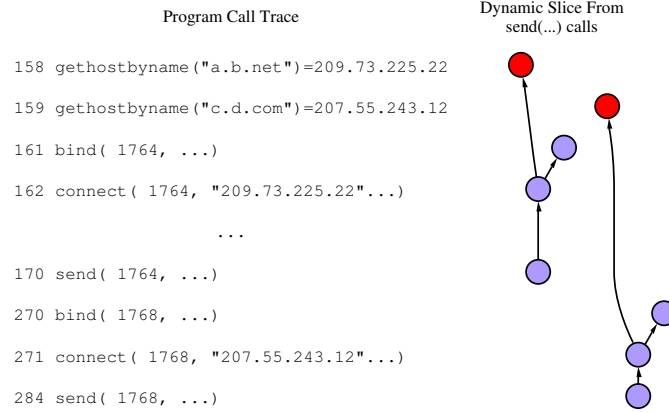 Program Call Trace
Dynamic Slice From
send(...) calls
158 gethostbyname("a.b.net")=209.73.225.22
159 gethostbyname("c.d.com")=207.55.243.12
161 bind( 1764, ...)
162 connect( 1764, "209.73.225.22"...)
...
170 send( 1764, ...)
270 bind( 1768, ...)
271 connect( 1768, "207.55.243.12"...)
284 send( 1768, ...)